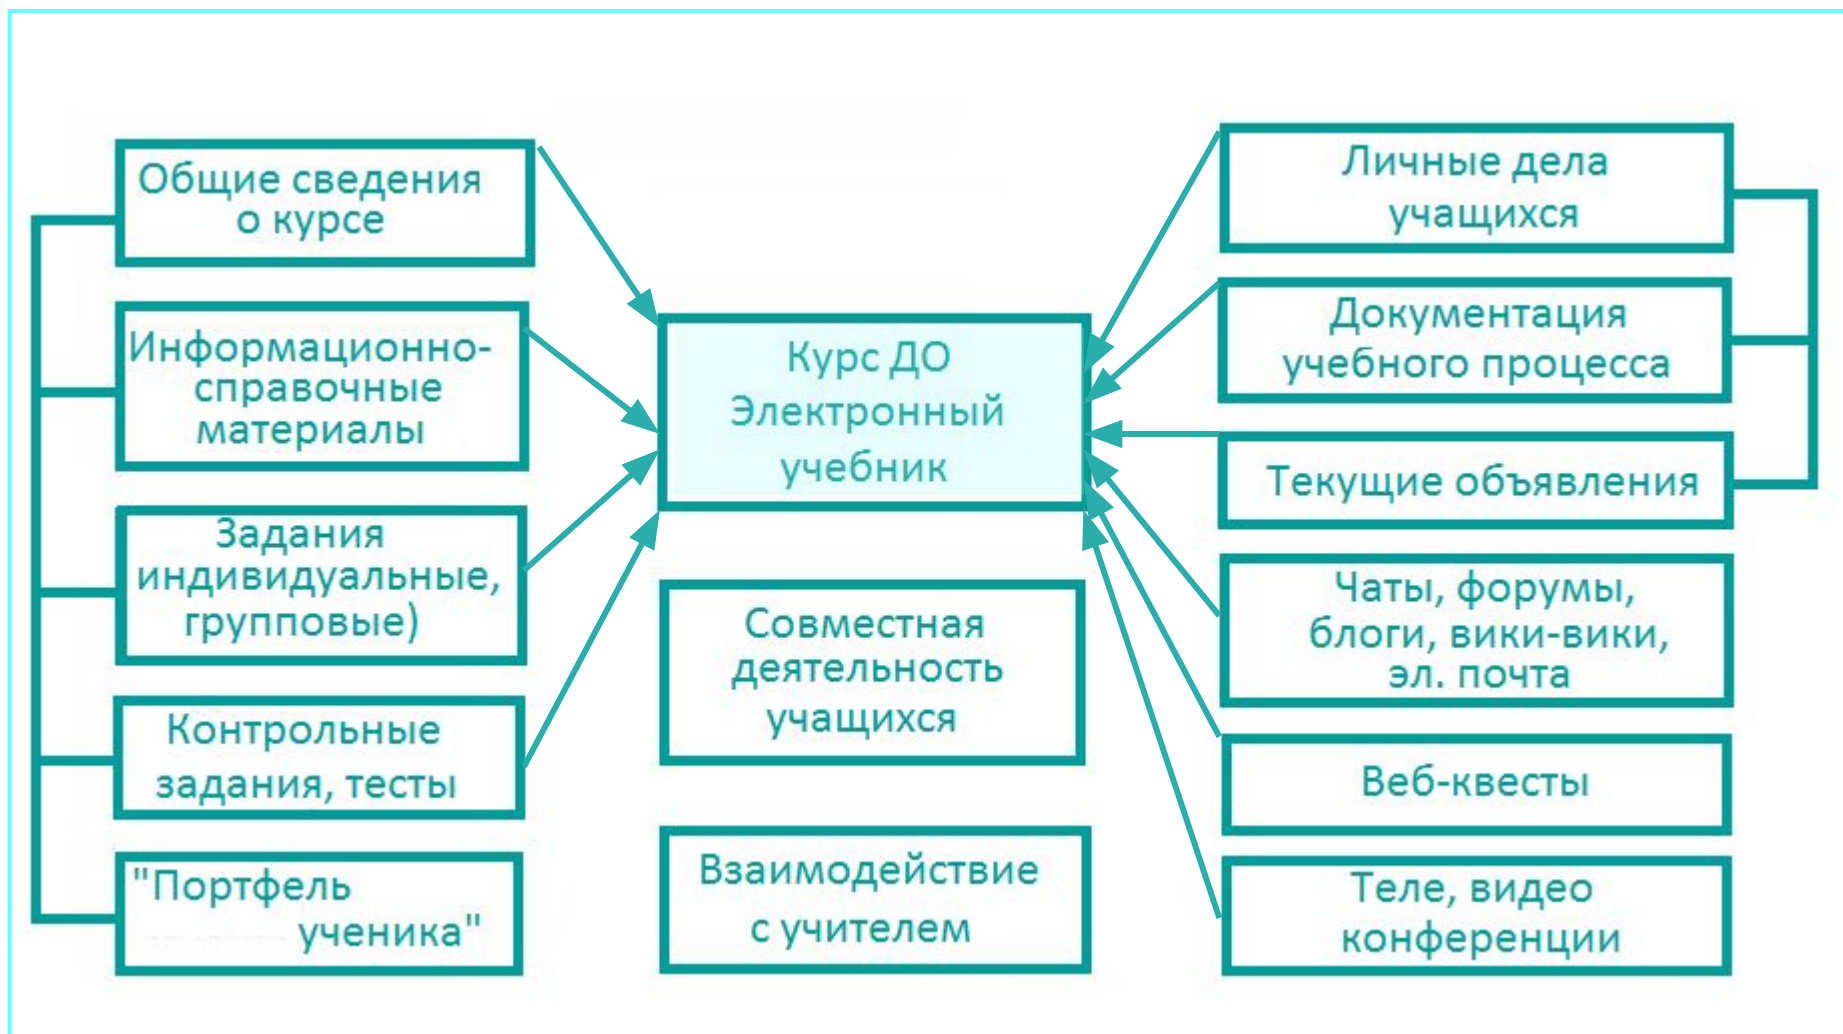 Общие сведения
о курсе
Информационно-
справочные
материалы
Задания
индивидуальные,
групповые)
Контрольные
задания, тесты
"Портфель
ученика"
Курс ДО
Электронный
учебник
Совместная
деятельность
учащихся
Взаимодействие
с учителем
Личные дела
учащихся
Документация
учебного процесса
Текущие объявления
Чаты, форумы,
блоги, вики-вики,
эл. почта
Веб-квесты
Теле, видео
конференции